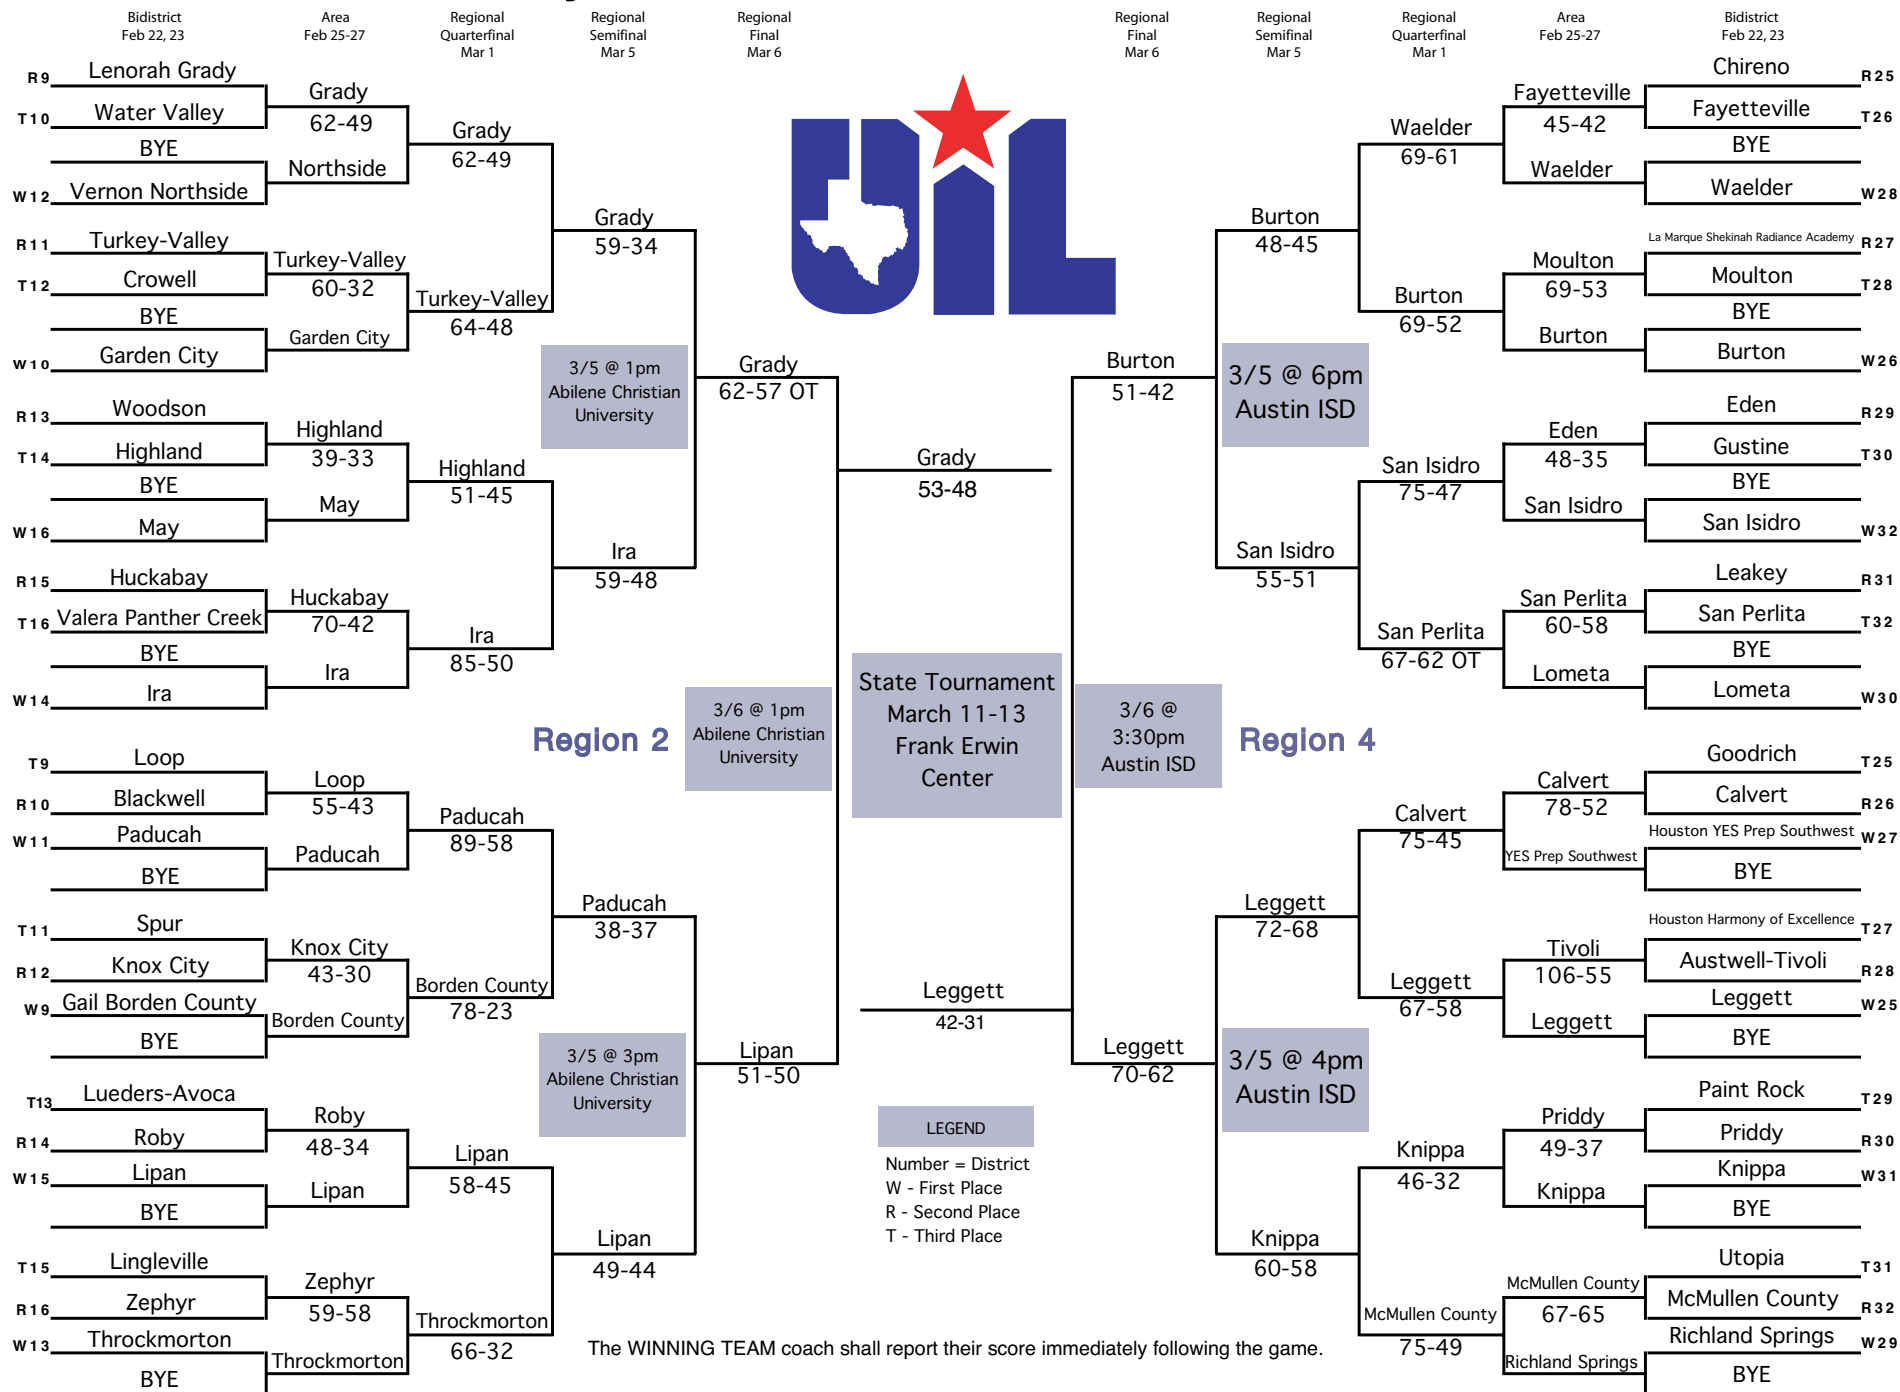 Bidistrict
Feb 22, 23
Area
Feb 25-27
Regional
Quarterfinal
Mar 1
Regional
Semifinal
Mar 5
Regional
Final
Mar 6
Regional
Final
Mar 6
Regional
Semifinal
Mar 5
Regional
Quarterfinal
Mar 1
Area
Feb 25-27
Bidistrict
Feb 22, 23
R9 Lenorah Grady
T10 Water Valley
BYE
W12 Vernon Northside
R11 Turkey-Valley
T12 Crowell
BYE
W10 Garden City
R13 Woodson
T14 Highland
BYE
W16 May
R15 Huckabay
T16 Valera Panther Creek
BYE
W14 Ira
T9 Loop
R10 Blackwell
W11 Paducah
BYE
T11 Spur
R12 Knox City
W9 Gail Borden County
BYE
T13 Lueders-Avoca
R14 Roby
W15 Lipan
BYE
T15 Lingleville
R16 Zephyr
W13 Throckmorton
BYE
Grady
62-49
Northside
Turkey-Valley
60-32
Garden City
Highland
39-33
May
Huckabay
70-42
Ira
Loop
55-43
Paducah
Knox City
43-30
Borden County
Roby
48-34
Lipan
Zephyr
59-58
Throckmorton
Grady
62-49
Turkey-Valley
64-48
Highland
51-45
Ira
85-50
Paducah
89-58
Borden County
78-23
Lipan
58-45
Throckmorton
66-32
Grady
59-34
3/5 @ 1pm
Abilene Christian
University
Ira
59-48
Region 2
Paducah
38-37
3/5 @ 3pm
Abilene Christian
University
Lipan
49-44
Grady
62-57 OT
3/6 @ 1pm
Abilene Christian
University
Lipan
51-50
UIL
Grady
53-48
State Tournament
March 11-13
Frank Erwin
Center
Leggett
42-31
LEGEND
Number = District
W - First Place
R - Second Place
T - Third Place
Burton
51-42
3/6 @
3:30pm
Austin ISD
Leggett
70-62
Burton
48-45
3/5 @ 6pm
Austin ISD
San Isidro
55-51
Region 4
Leggett
72-68
3/5 @ 4pm
Austin ISD
Knippa
60-58
Waelder
69-61
Burton
69-52
San Isidro
75-47
San Perlita
67-62 OT
Calvert
75-45
Leggett
67-58
Knippa
46-32
McMullen County
75-49
Fayetteville
45-42
Waelder
Moulton
69-53
Burton
Eden
48-35
San Isidro
San Perlita
60-58
Lometa
Calvert
78-52
YES Prep Southwest
Tivoli
106-55
Leggett
Priddy
49-37
Knippa
McMullen County
67-65
Richland Springs
Chireno R25
Fayetteville T26
BYE
Waelder W28
La Marque Shekinah Radiance Academy R27
Moulton T28
BYE
Burton W26
Eden R29
Gustine T30
BYE
San Isidro W32
Leakey R31
San Perlita T32
BYE
Lometa W30
Goodrich T25
Calvert R26
Houston YES Prep Southwest W27
BYE
Houston Harmony of Excellence T27
Austwell-Tivoli R28
Leggett W25
BYE
Paint Rock T29
Priddy R30
Knippa W31
BYE
Utopia T31
McMullen County R32
Richland Springs W29
BYE
The WINNING TEAM coach shall report their score immediately following the game.